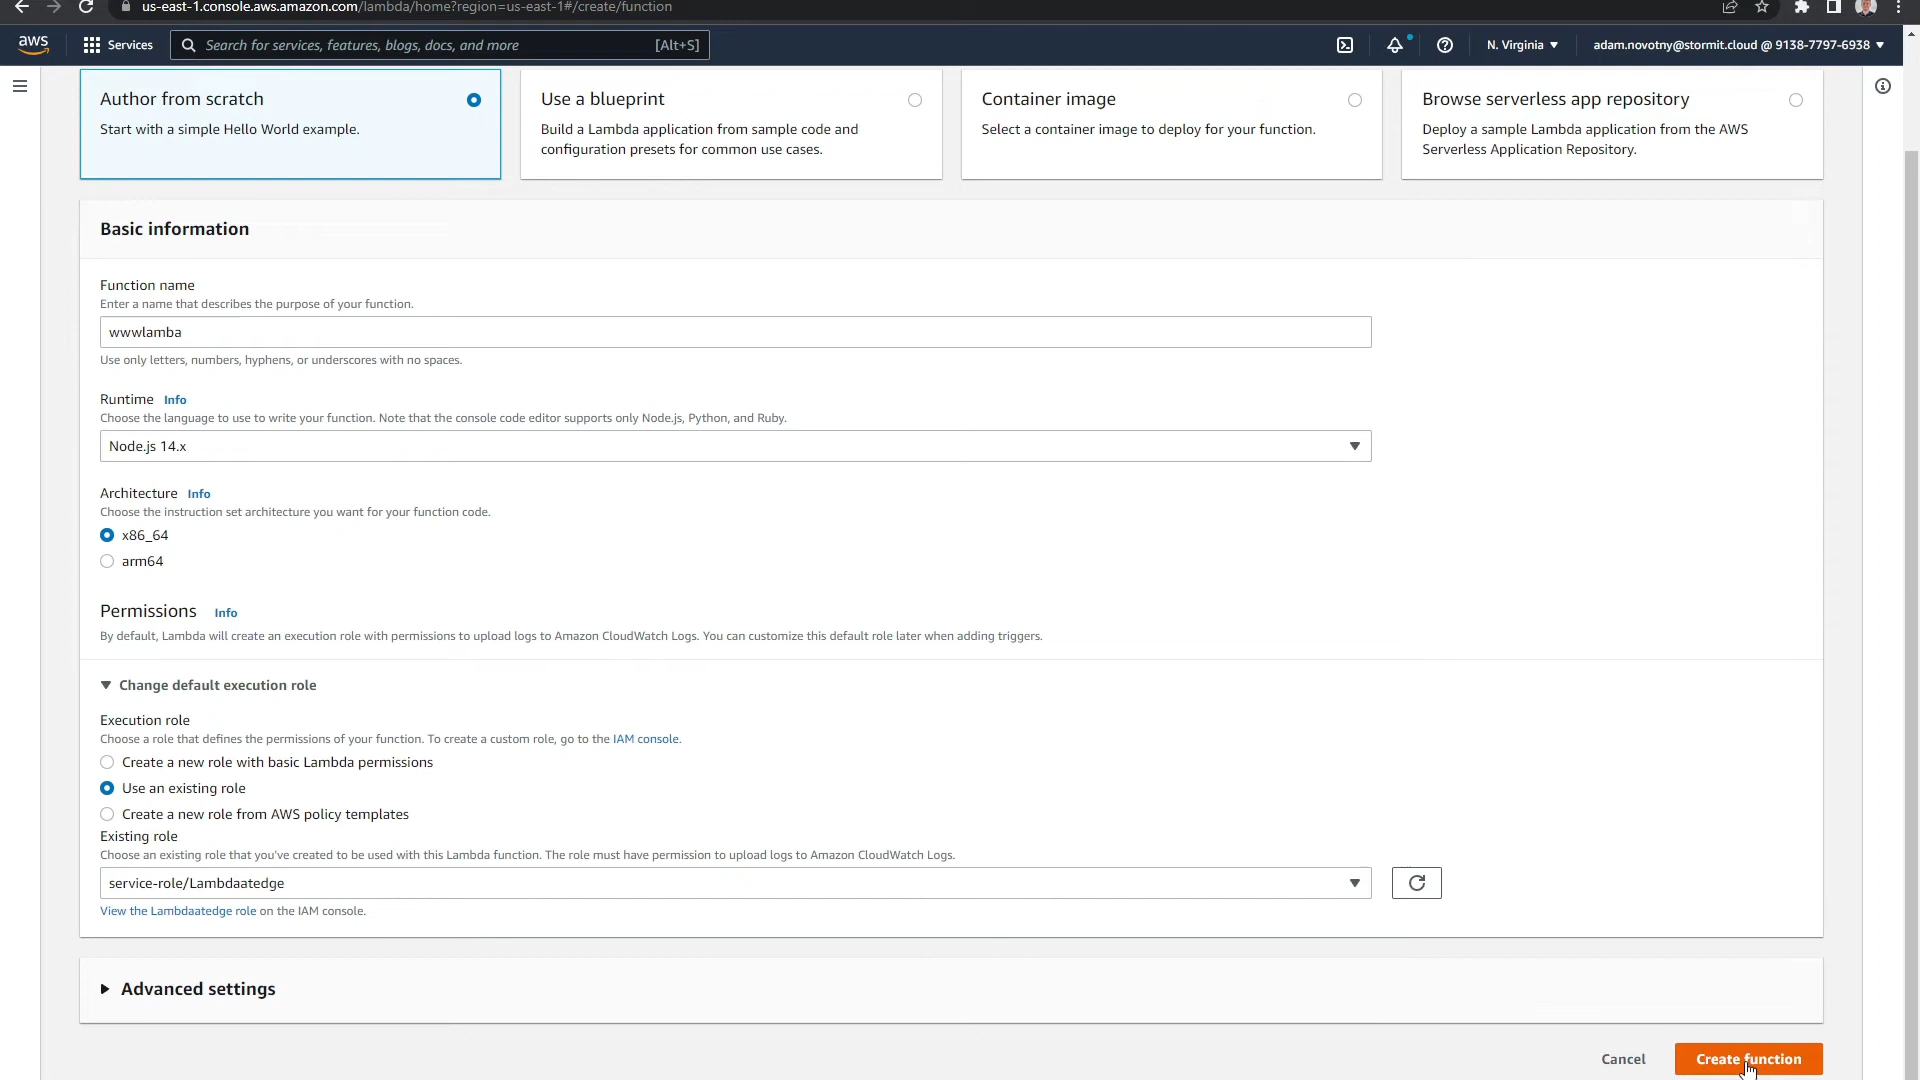 us-east-1.console.aws.amazon.com/lambda/home?region=us-east-1#/create/function
aws
Services
Search for services, features, blogs, docs, and more
[Alt+S]
N. Virginia
adam.novotny@stormit.cloud @ 9138-7797-6938
Author from scratch
Start with a simple Hello World example.
Use a blueprint
Build a Lambda application from sample code and
configuration presets for common use cases.
Container image
Select a container image to deploy for your function.
Browse serverless app repository
Deploy a sample Lambda application from the AWS
Serverless Application Repository.
Basic information
Function name
Enter a name that describes the purpose of your function.
wwwlamba
Use only letters, numbers, hyphens, or underscores with no spaces.
Runtime Info
Choose the language to use to write your function. Note that the console code editor supports only Node.js, Python, and Ruby.
Node.js 14.x
Architecture Info
Choose the instruction set architecture you want for your function code.
x86_64
arm64
Permissions Info
By default, Lambda will create an execution role with permissions to upload logs to Amazon CloudWatch Logs. You can customize this default role later when adding triggers.
Change default execution role
Execution role
Choose a role that defines the permissions of your function. To create a custom role, go to the IAM console.
Create a new role with basic Lambda permissions
Use an existing role
Create a new role from AWS policy templates
Existing role
Choose an existing role that you've created to be used with this Lambda function. The role must have permission to upload logs to Amazon CloudWatch Logs.
service-role/Lambdaatedge
View the Lambdaatedge role on the IAM console.
Advanced settings
Cancel
Create function